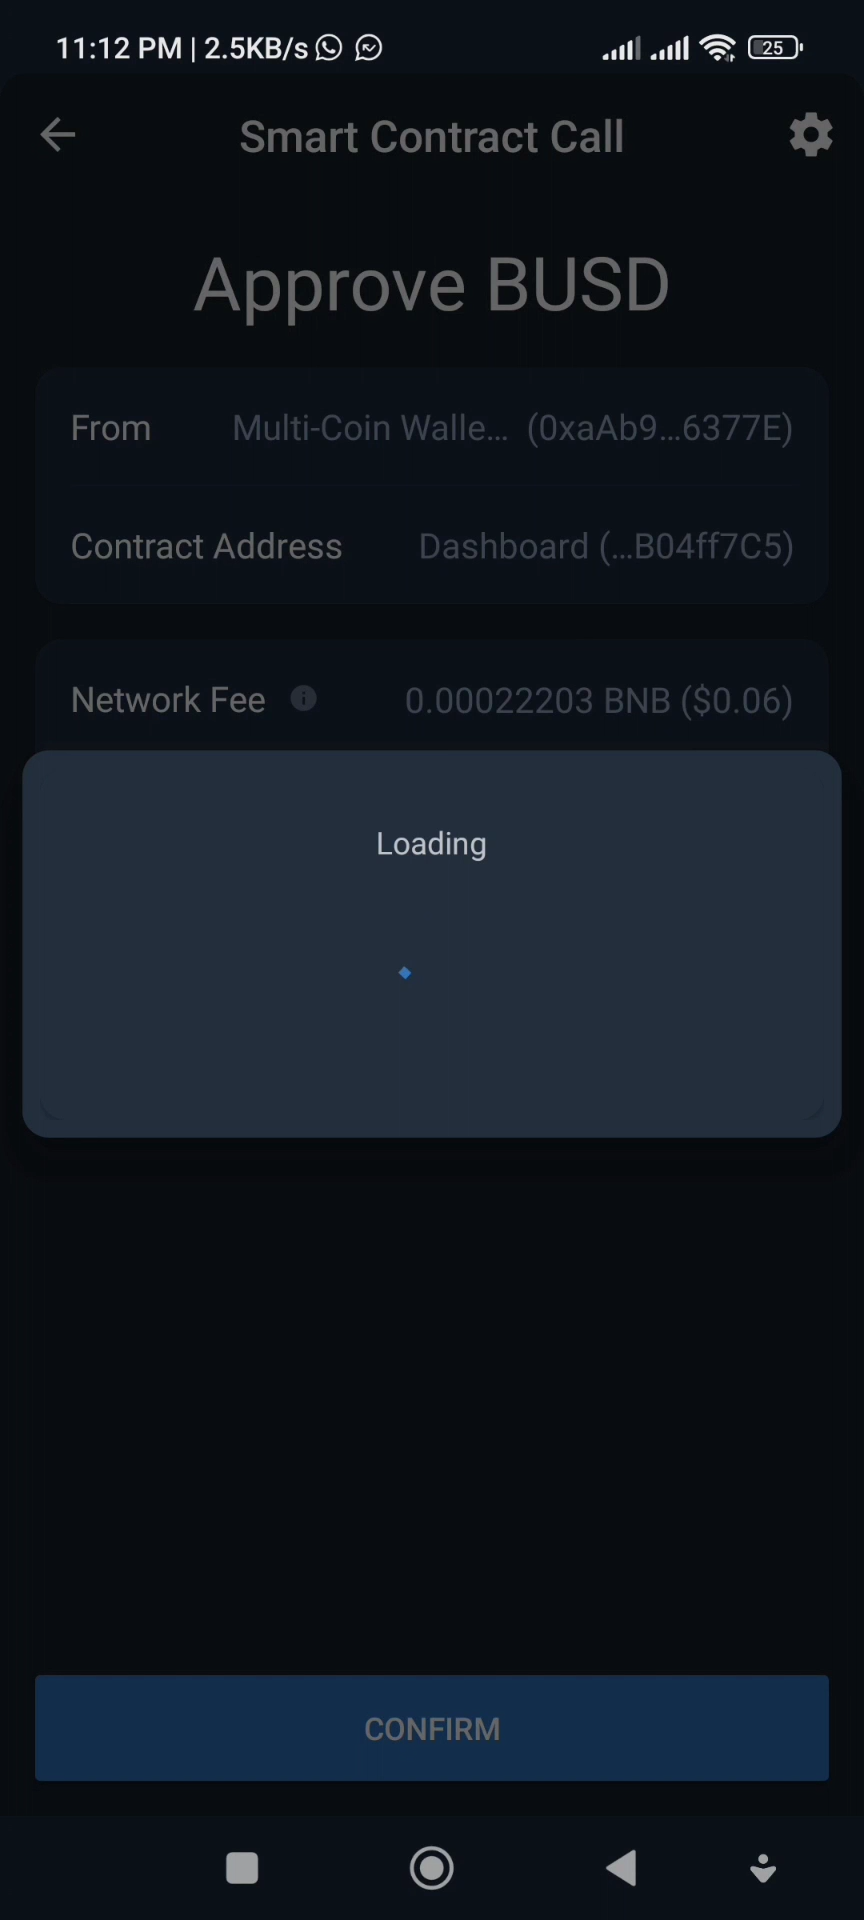 11:12 PM | 2.5KB/s
25
Smart Contract Call
Approve BUSD
From Multi-Coin Walle... (0xaAb9...6377E)
Contract Address Dashboard (...B04ff7C5)
Network Fee 0.00022203 BNB ($0.06)
Loading
CONFIRM